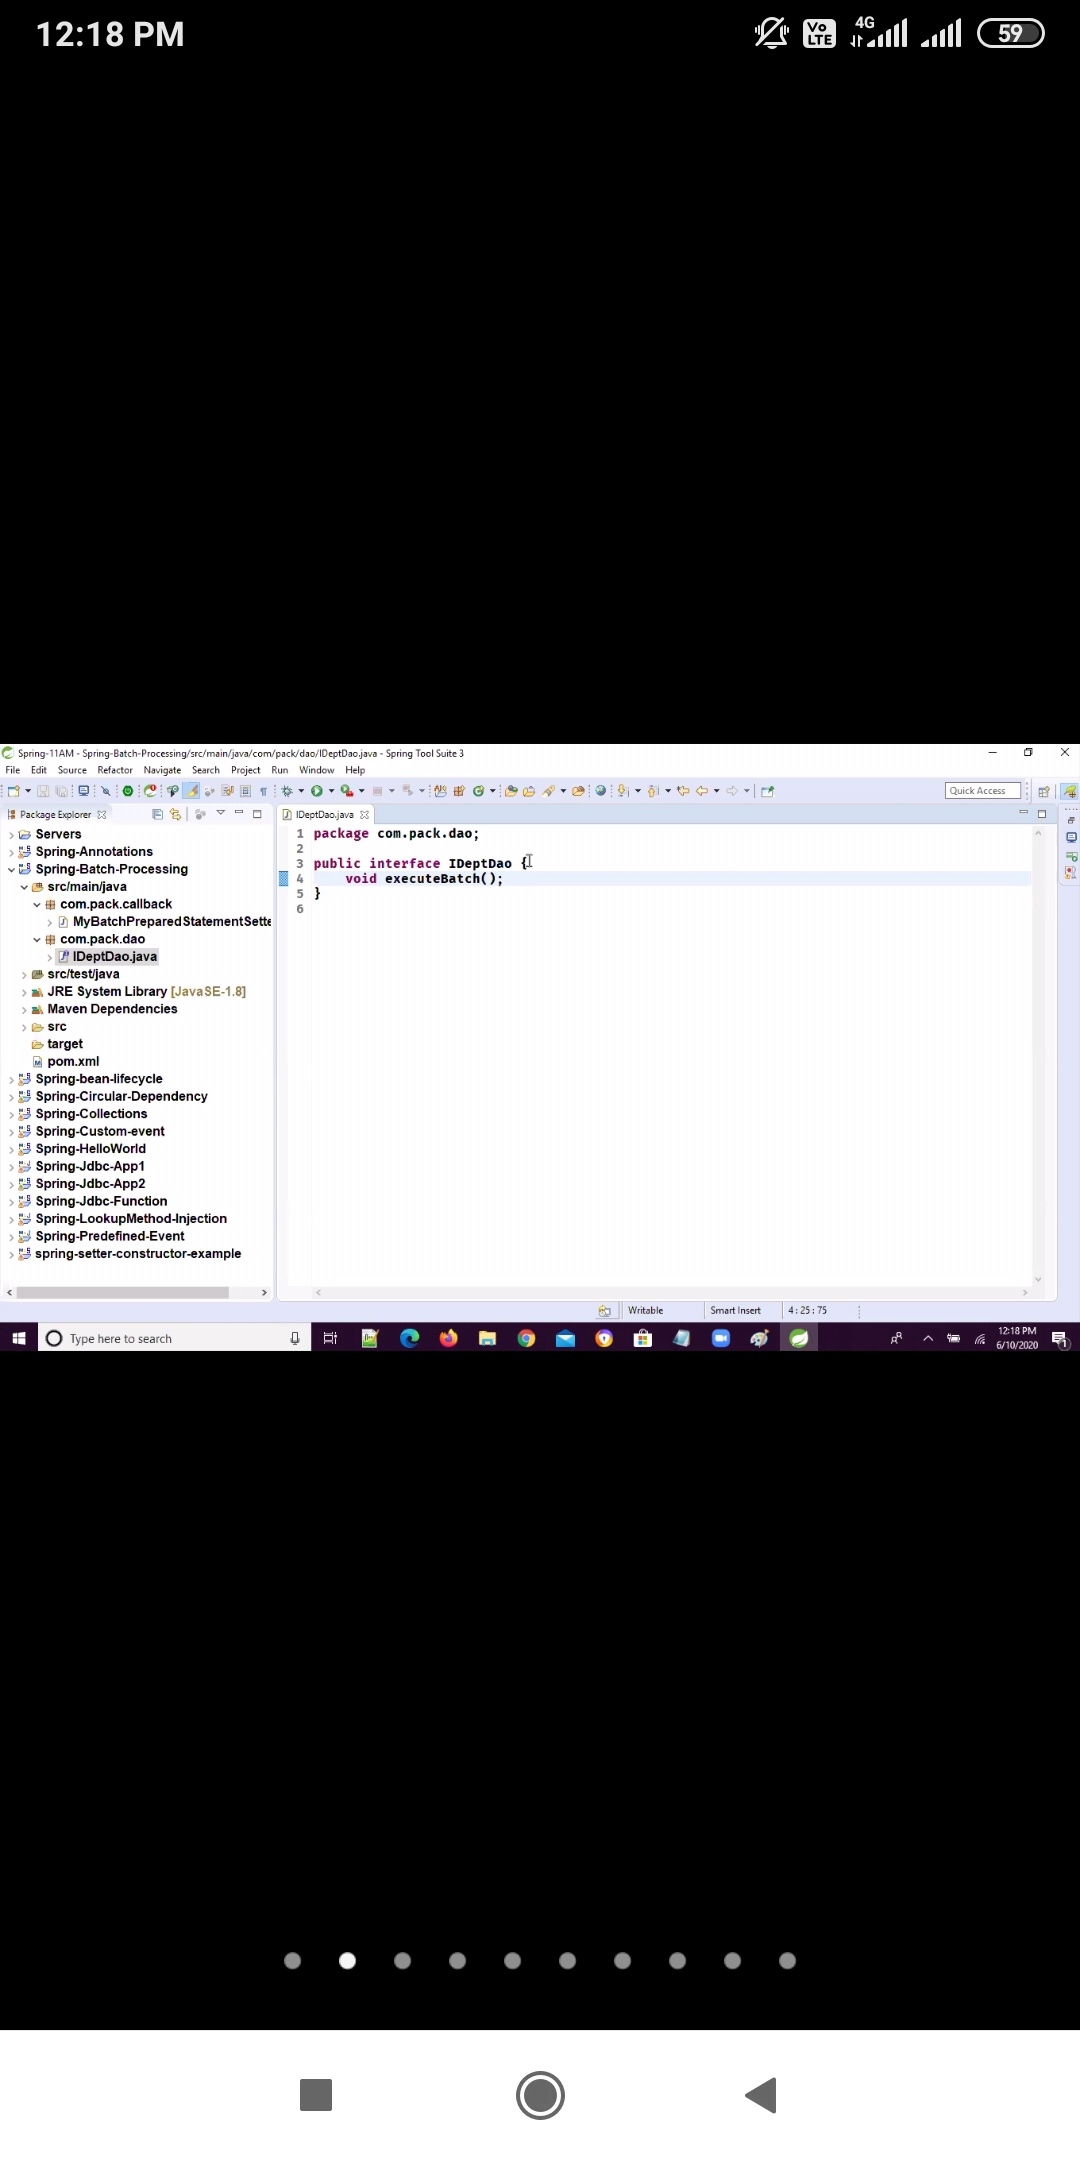 12:18 PM
Vo LTE
4G
59
Spring-11AM - Spring-Batch-Processing/src/main/java/com/pack/dao/IDeptDao.java - Spring Tool Suite 3
File Edit Source Refactor Navigate Search Project Run Window Help
Quick Access
Package Explorer
IDeptDao.java
Servers
Spring-Annotations
Spring-Batch-Processing
src/main/java
com.pack.callback
MyBatchPreparedStatementSette
com.pack.dao
IDeptDao.java
src/test/java
JRE System Library [JavaSE-1.8]
Maven Dependencies
src
target
pom.xml
Spring-bean-lifecycle
Spring-Circular-Dependency
Spring-Collections
Spring-Custom-event
Spring-HelloWorld
Spring-Jdbc-App1
Spring-Jdbc-App2
Spring-Jdbc-Function
Spring-LookupMethod-Injection
Spring-Predefined-Event
spring-setter-constructor-example
1 package com.pack.dao;
2
3 public interface IDeptDao {
4 void executeBatch();
5 }
6
Writable Smart Insert 4 : 25 : 75
Type here to search
12:18 PM
6/10/2020
1